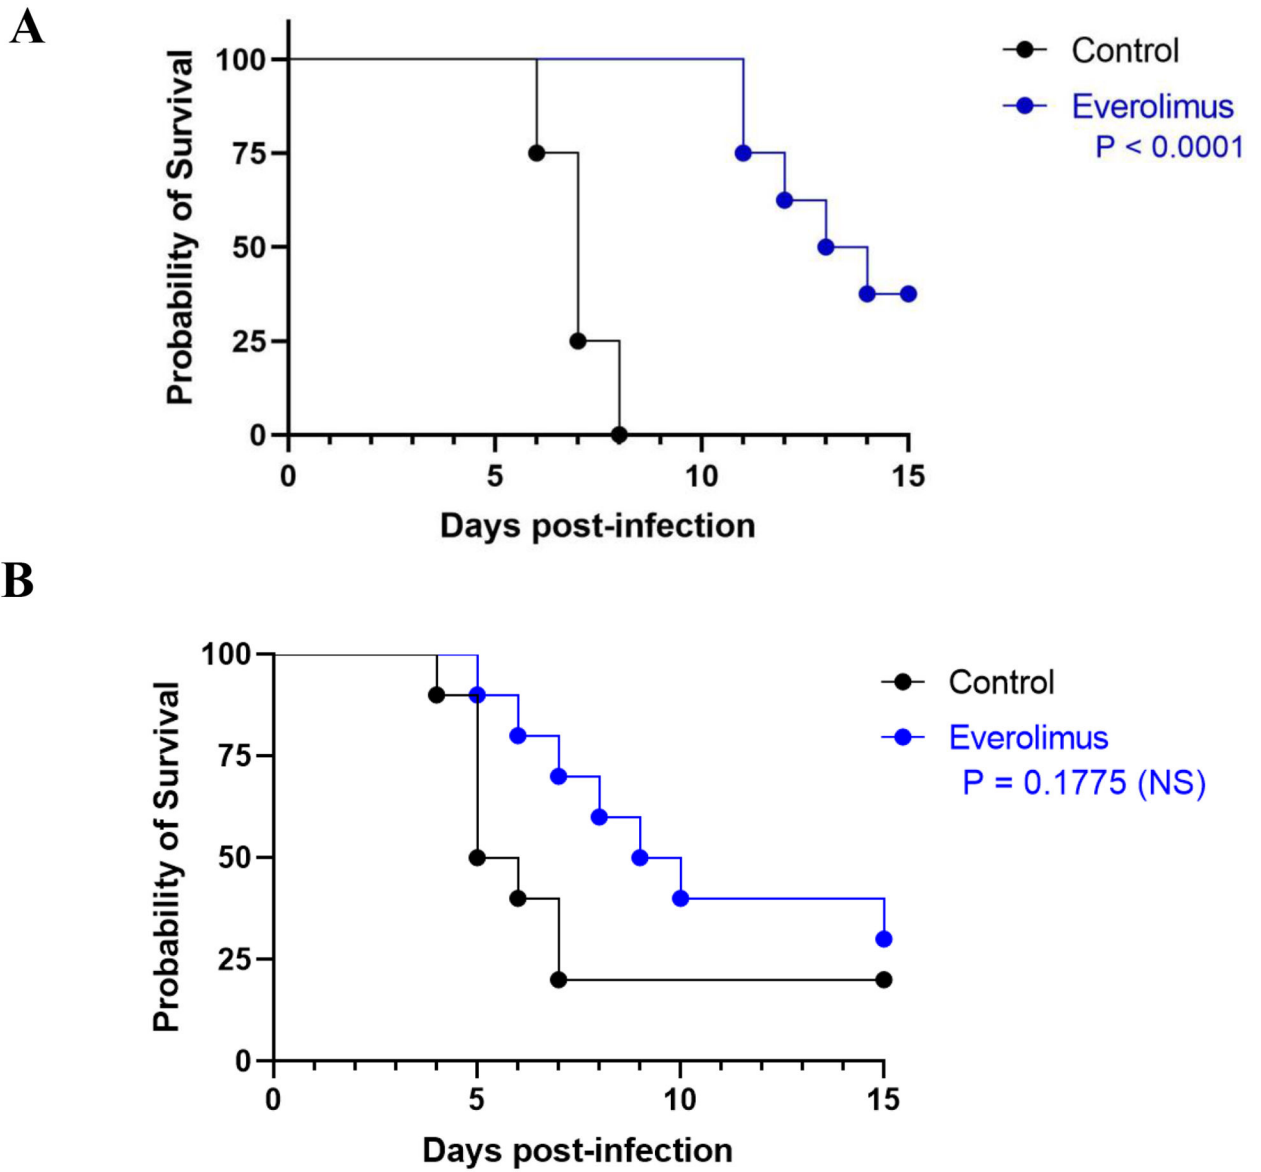 A
Probability of Survival
100
75
50
25
0
0 5 10 15
Days post-infection
Control
Everolimus
P < 0.0001
B
Probability of Survival
100
75
50
25
0
0 5 10 15
Days post-infection
Control
Everolimus
P = 0.1775 (NS)